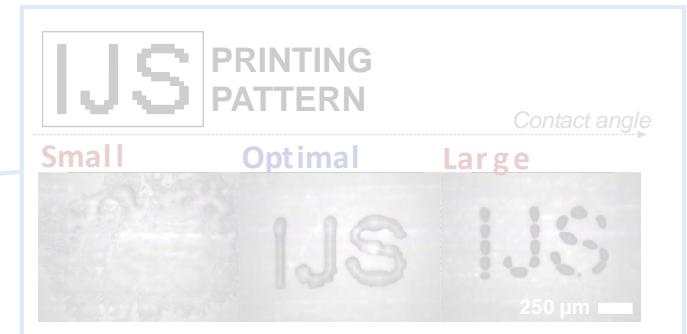 IJS PRINTING
PATTERN
Contact angle
Small Optimal Large
IJS IJS
250 µm